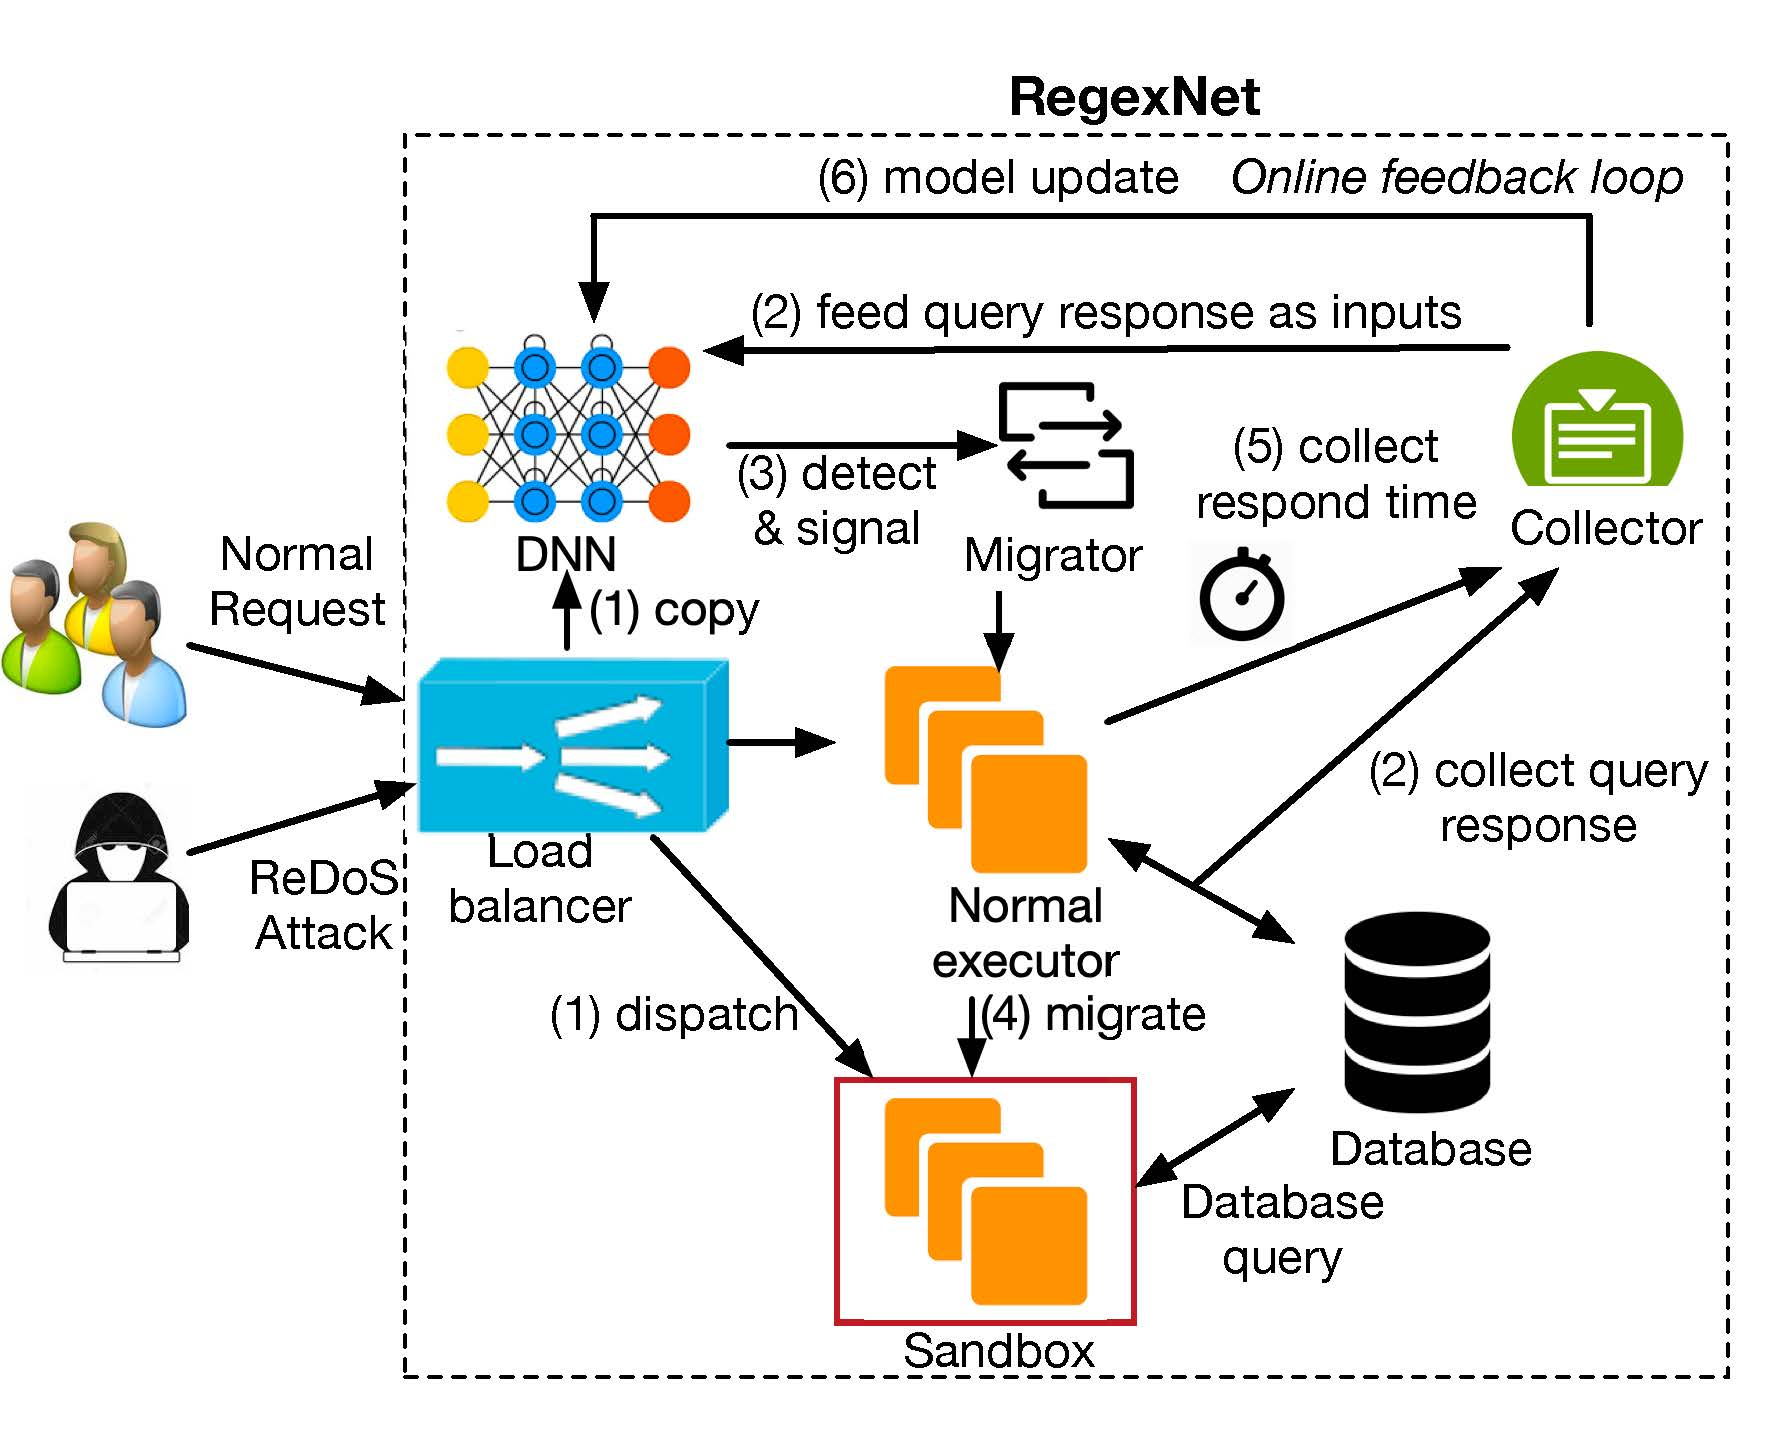 RegexNet
(6) model update Online feedback loop
(2) feed query response as inputs
(3) detect
& signal
(5) collect
respond time
Collector
DNN
Migrator
Normal
Request
(1) copy
(2) collect query
response
Load
balancer
ReDoS
Attack
Normal
executor
(1) dispatch
(4) migrate
Database
Database
query
Sandbox